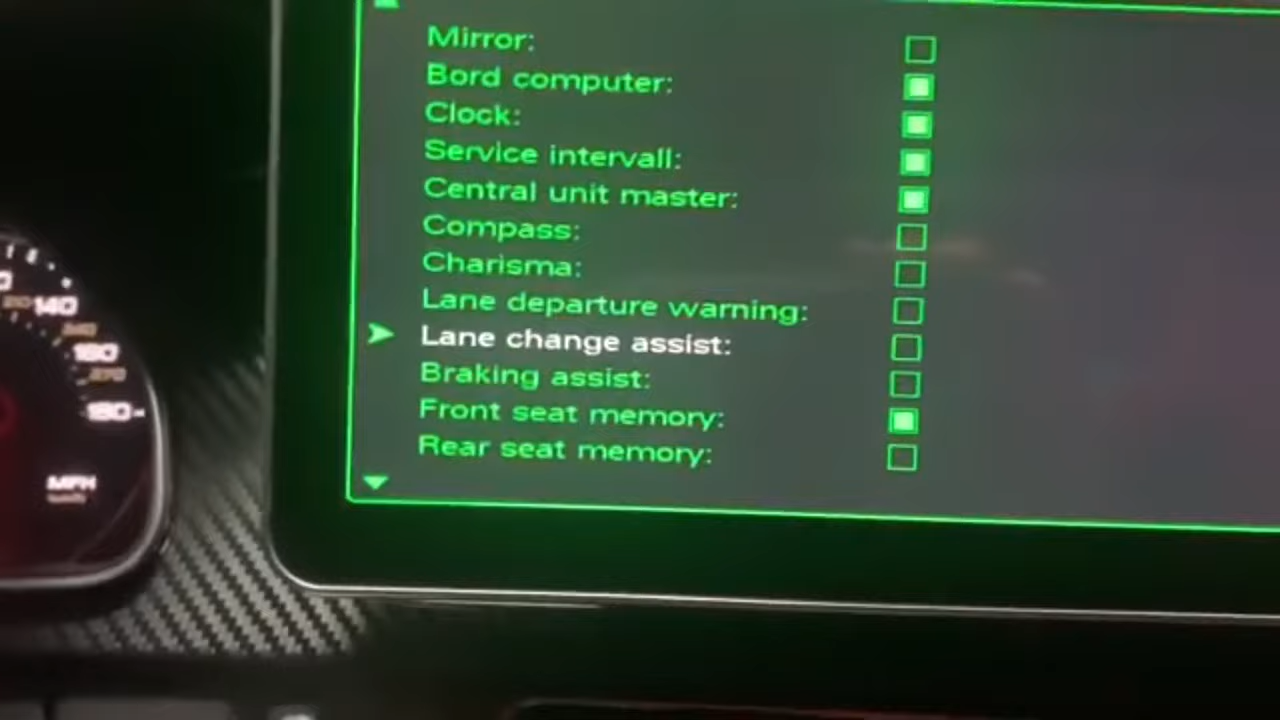 Mirror:
Bord computer:
Clock:
Service intervall:
Central unit master:
Compass:
Charisma:
Lane departure warning:
Lane change assist:
Braking assist:
Front seat memory:
Rear seat memory:
140
160
180
MPH